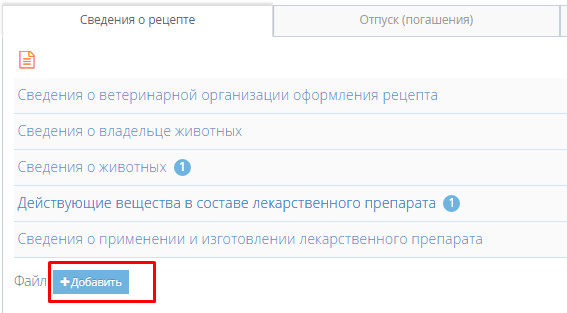 Сведения о рецепте
Отпуск (погашения)
Сведения о ветеринарной организации оформления рецепта
Сведения о владельце животных
Сведения о животных 1
Действующие вещества в составе лекарственного препарата 1
Сведения о применении и изготовлении лекарственного препарата
Файл +Добавить